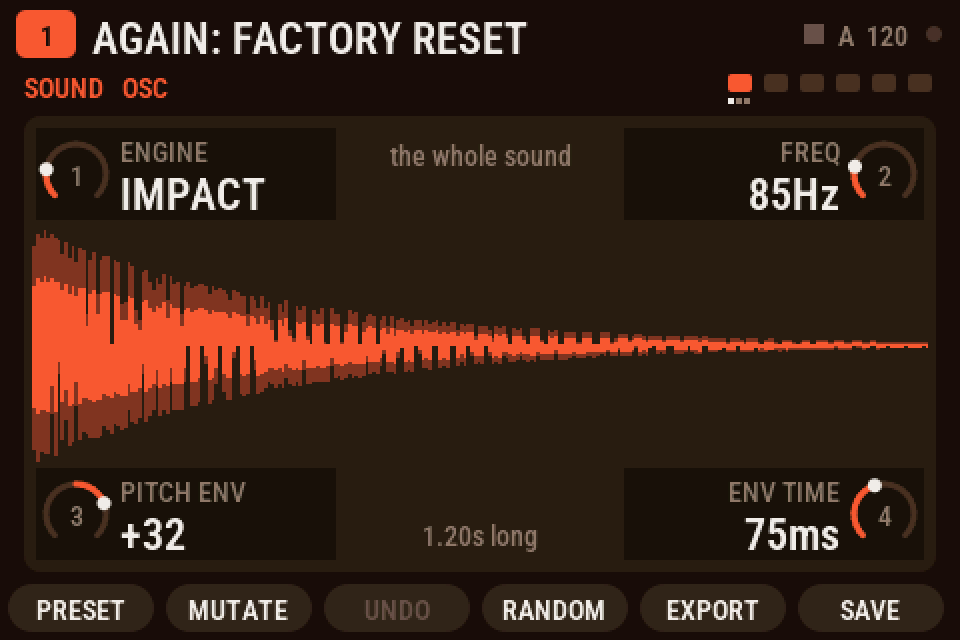 1 AGAIN: FACTORY RESET A 120
SOUND OSC
1 ENGINE
IMPACT
the whole sound
FREQ 2
85Hz
3 PITCH ENV
+32
1.20s long
ENV TIME 4
75ms
PRESET MUTATE UNDO RANDOM EXPORT SAVE